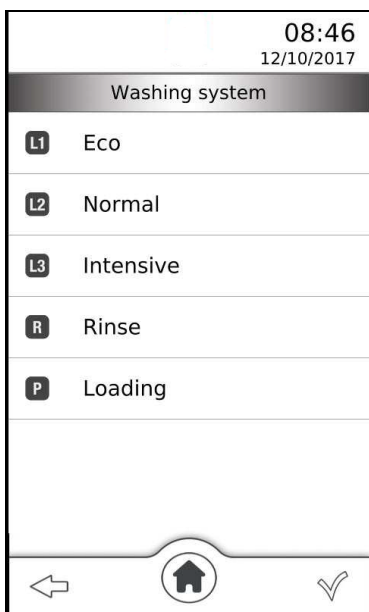 08:46
12/10/2017
Washing system
L1 Eco
L2 Normal
L3 Intensive
R Rinse
P Loading